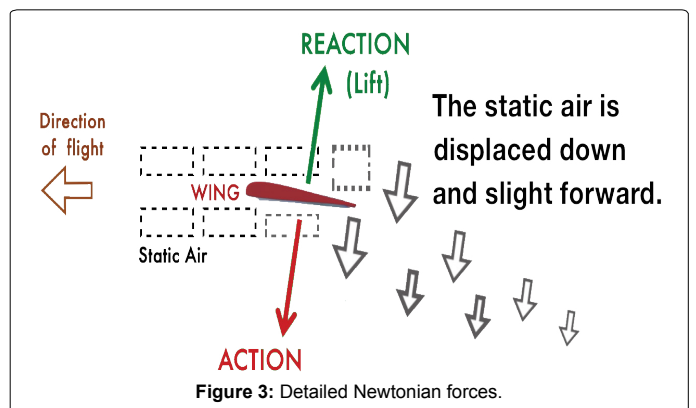 REACTION
(Lift)
The static air is
displaced down
and slight forward.
Direction
of flight
WING
Static Air
ACTION
Figure 3: Detailed Newtonian forces.